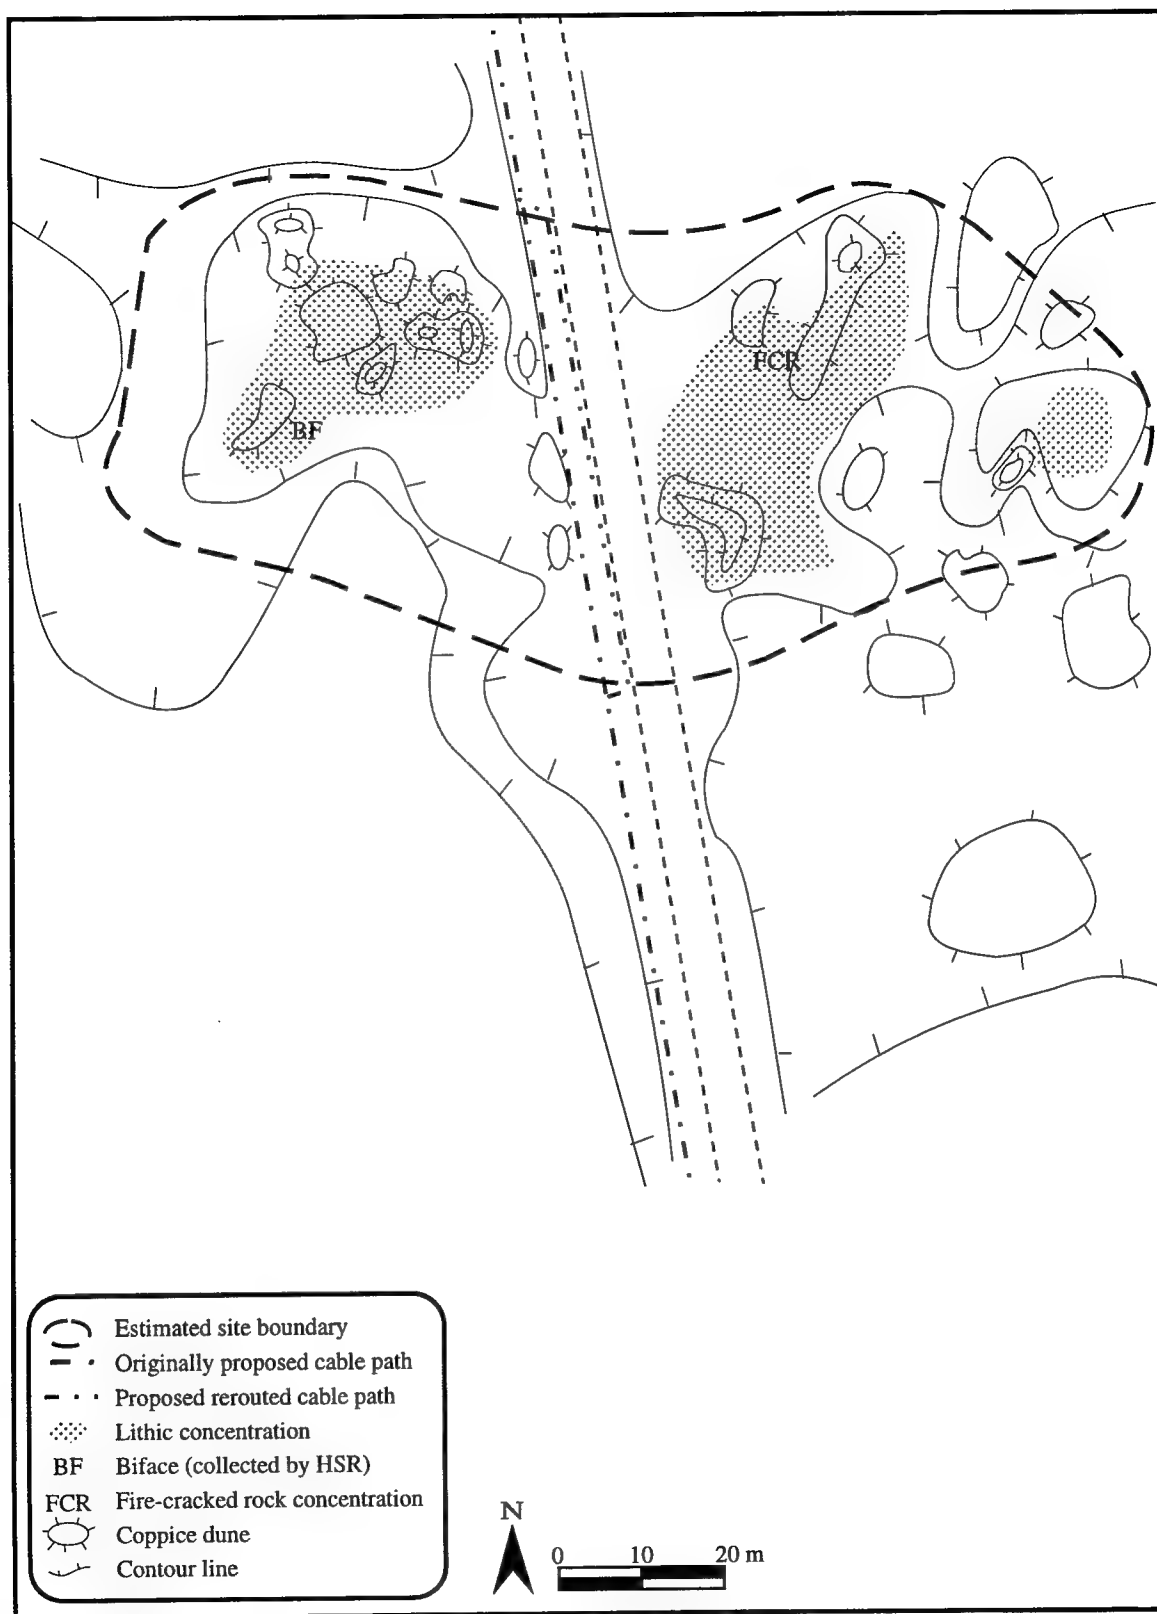 FCR
BF
Estimated site boundary
Originally proposed cable path
Proposed rerouted cable path
Lithic concentration
BF Biface (collected by HSR)
FCR Fire-cracked rock concentration
Coppice dune
Contour line
N
0 10 20 m